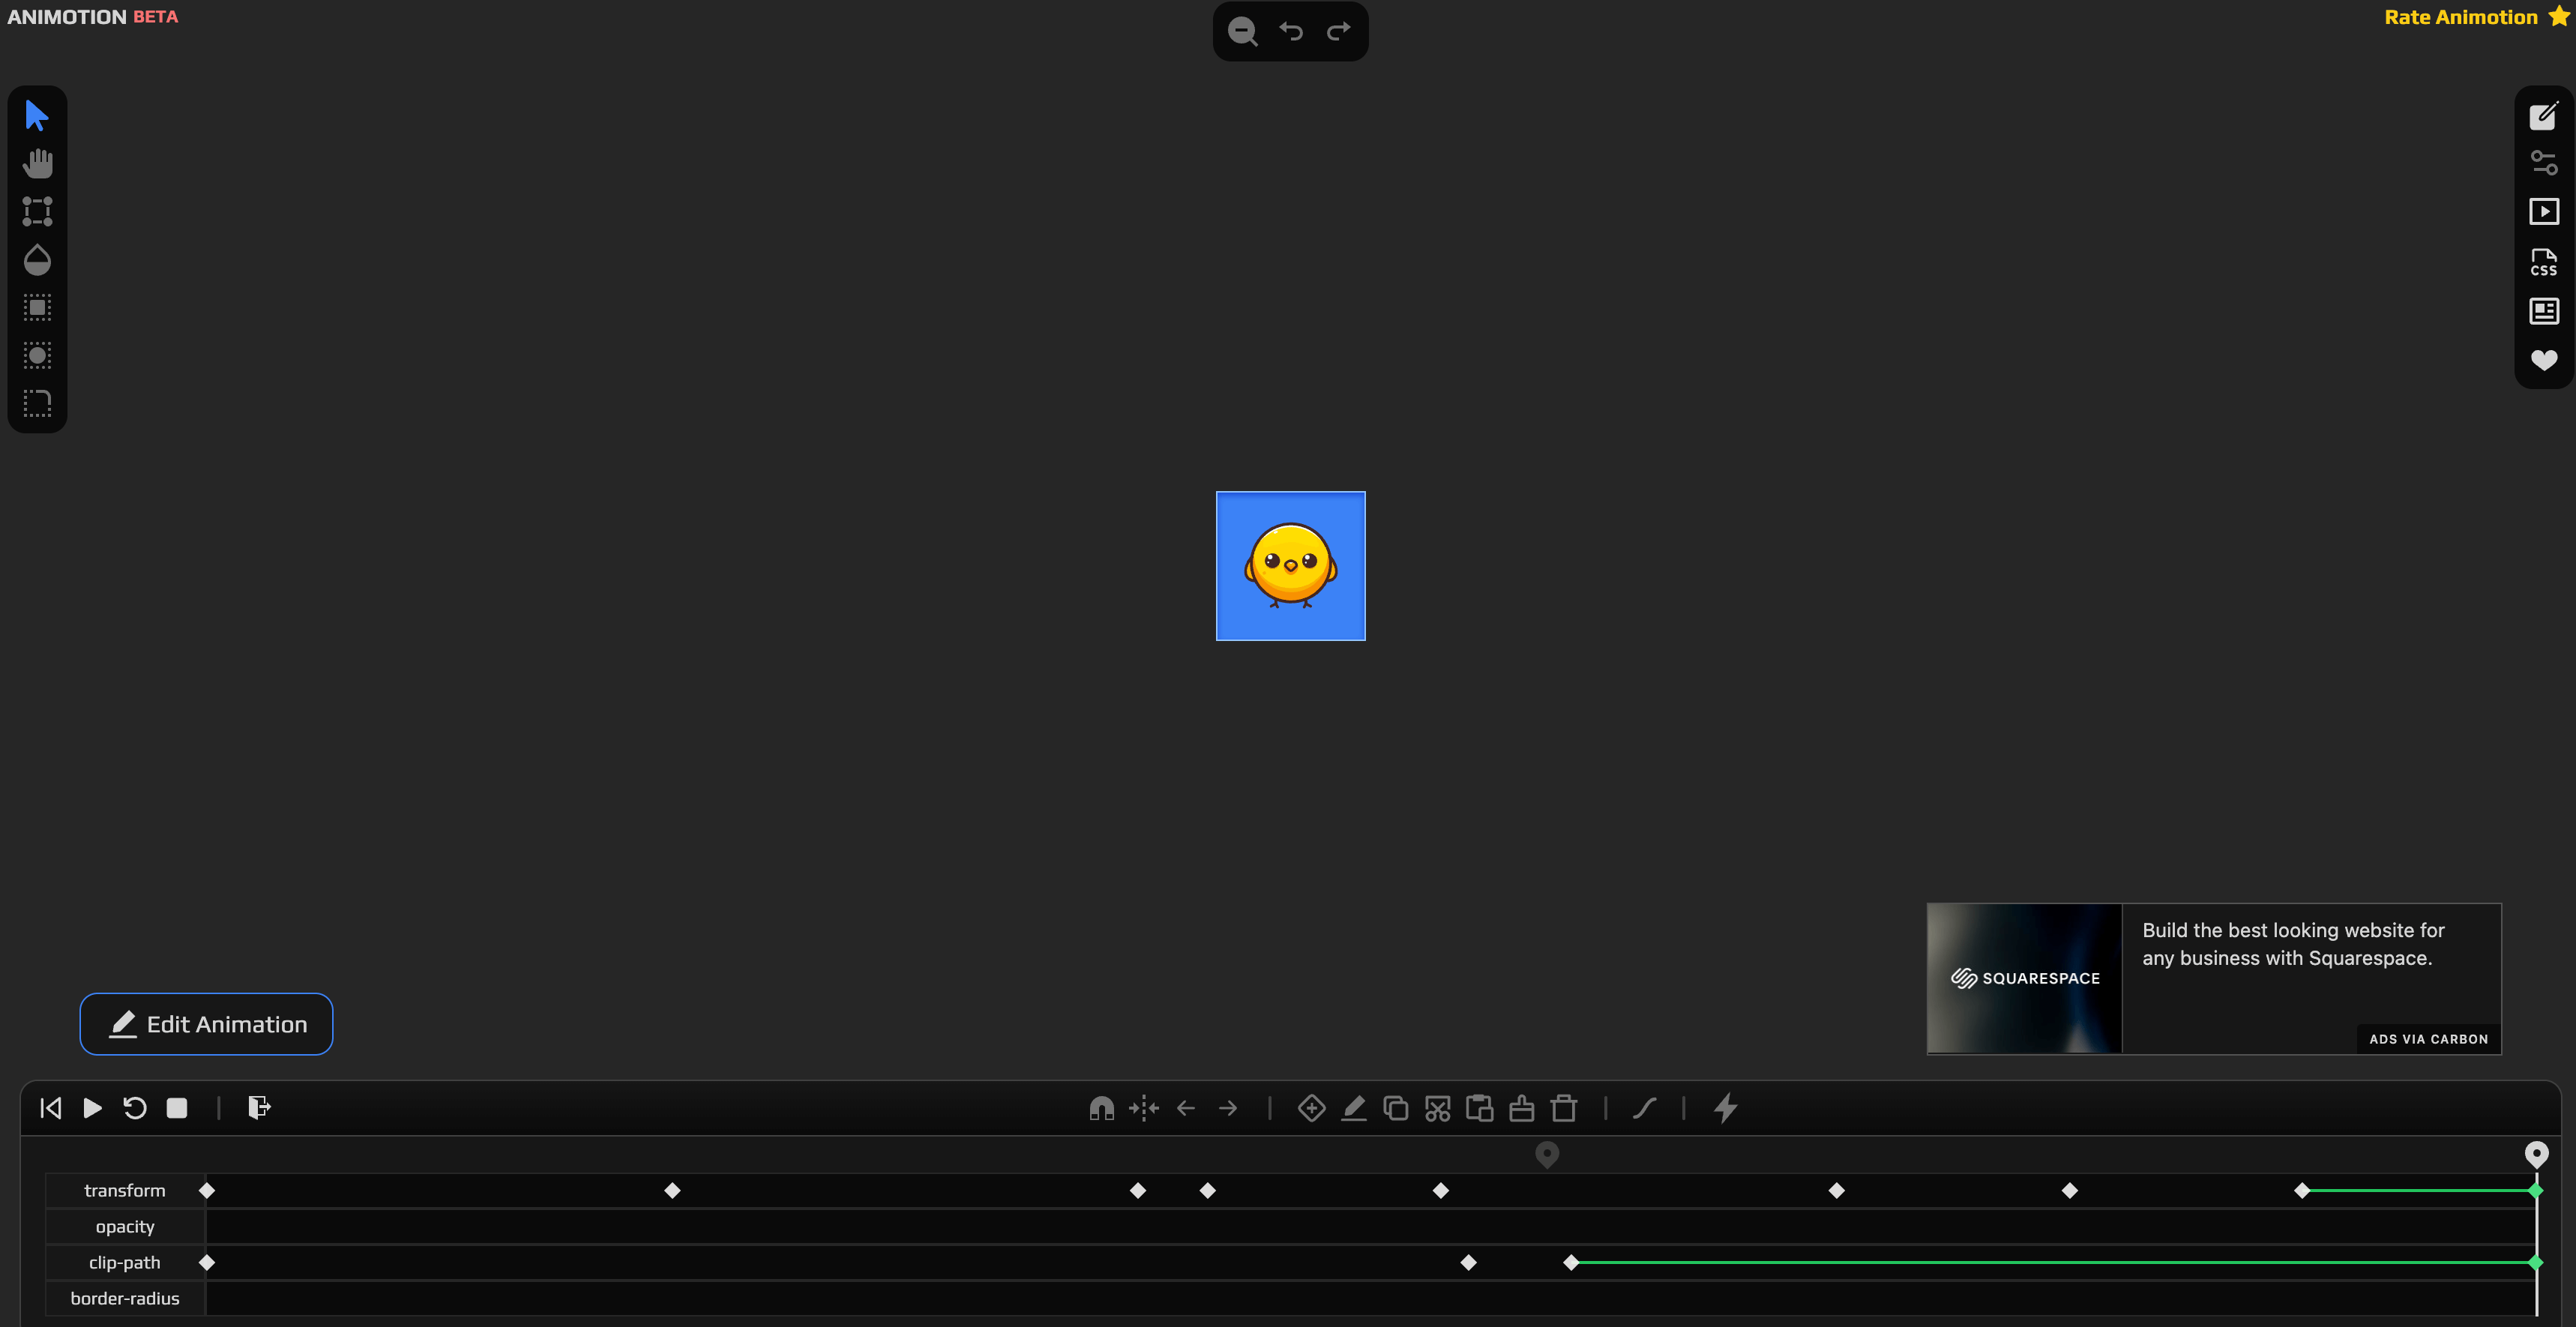 ANIMOTION BETA
Rate Animotion
CSS
SQUARESPACE
Build the best looking website for
any business with Squarespace.
ADS VIA CARBON
Edit Animation
transform
opacity
clip-path
border-radius